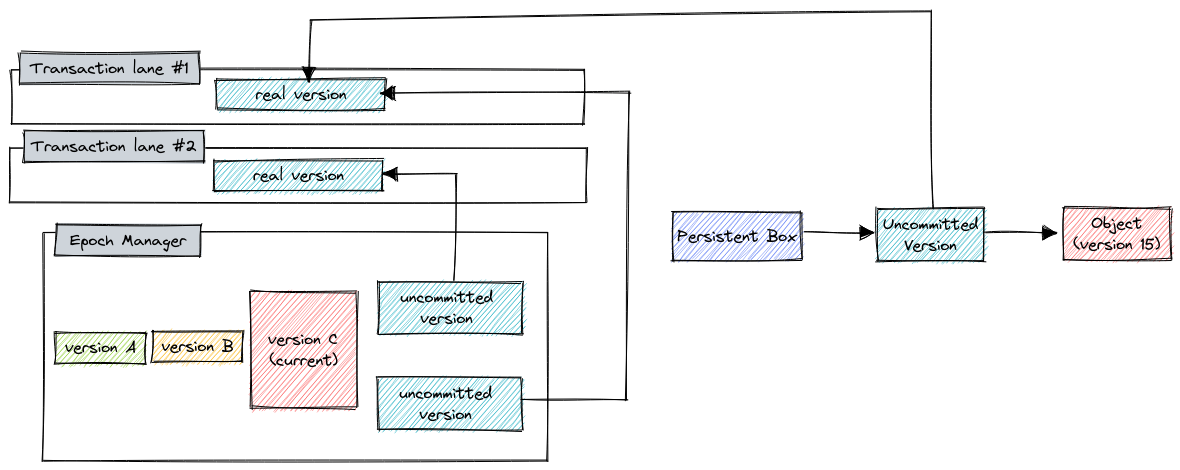 Transaction lane #1
real version
Transaction lane #2
real version
Epoch Manager
version A
version B
version C
(current)
uncommitted
version
uncommitted
version
Persistent Box
Uncommitted
Version
Object
(version 15)